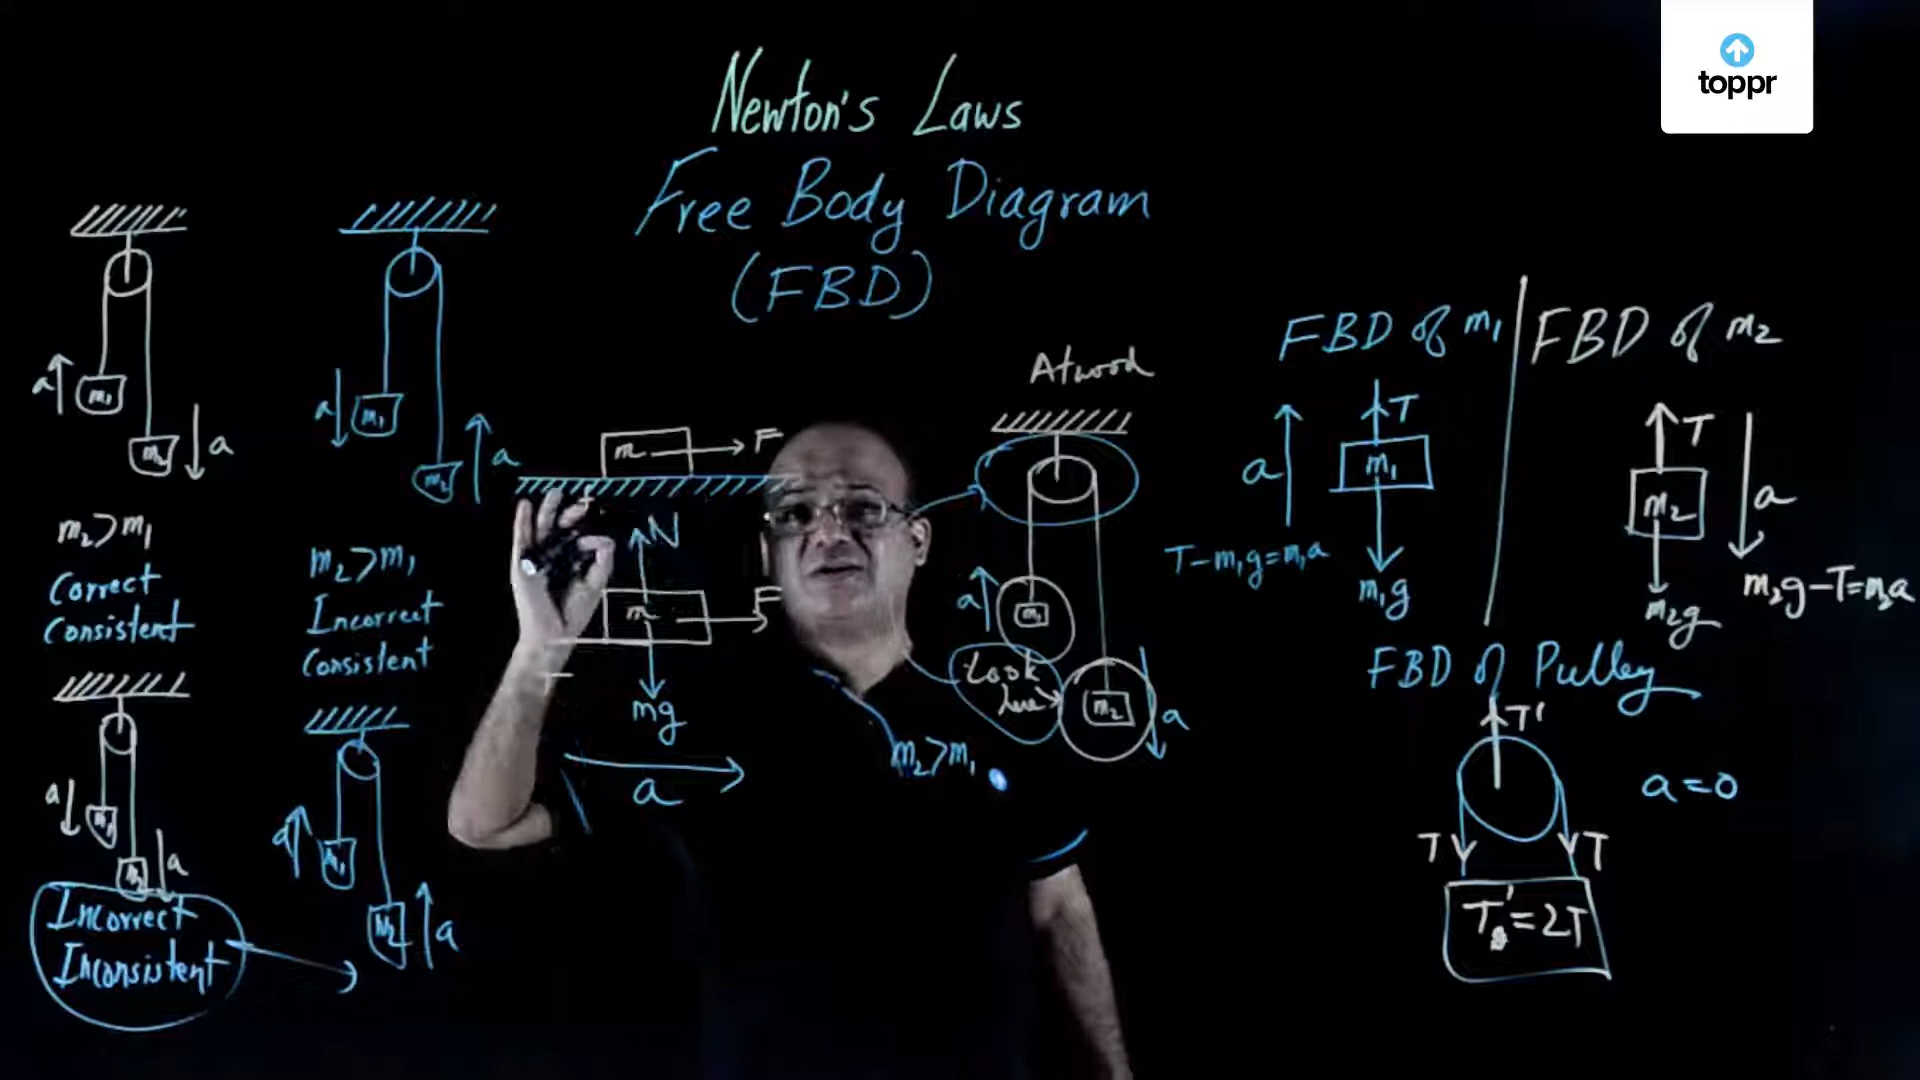 toppr
Newton's Laws
Free Body Diagram
(FBD)
a
m₁
m₂
a
m₂>m₁
Correct
Consistent
a
m₁
m₂
a
m₂>m₁
Incorrect
Consistent
a
m₁
m₂
a
Incorrect
Inconsistent
a
m₁
m₂
a
m
F
N
m
F
mg
a
Atwood
a
m₁
Look
here
m₂
a
m₂>m₁
FBD of m₁
T
a
m₁
m₁g
T-m₁g=m₁a
FBD of m₂
T
m₂
a
m₂g
m₂g-T=m₂a
FBD of Pulley
T'
a=0
T
T
T'=2T